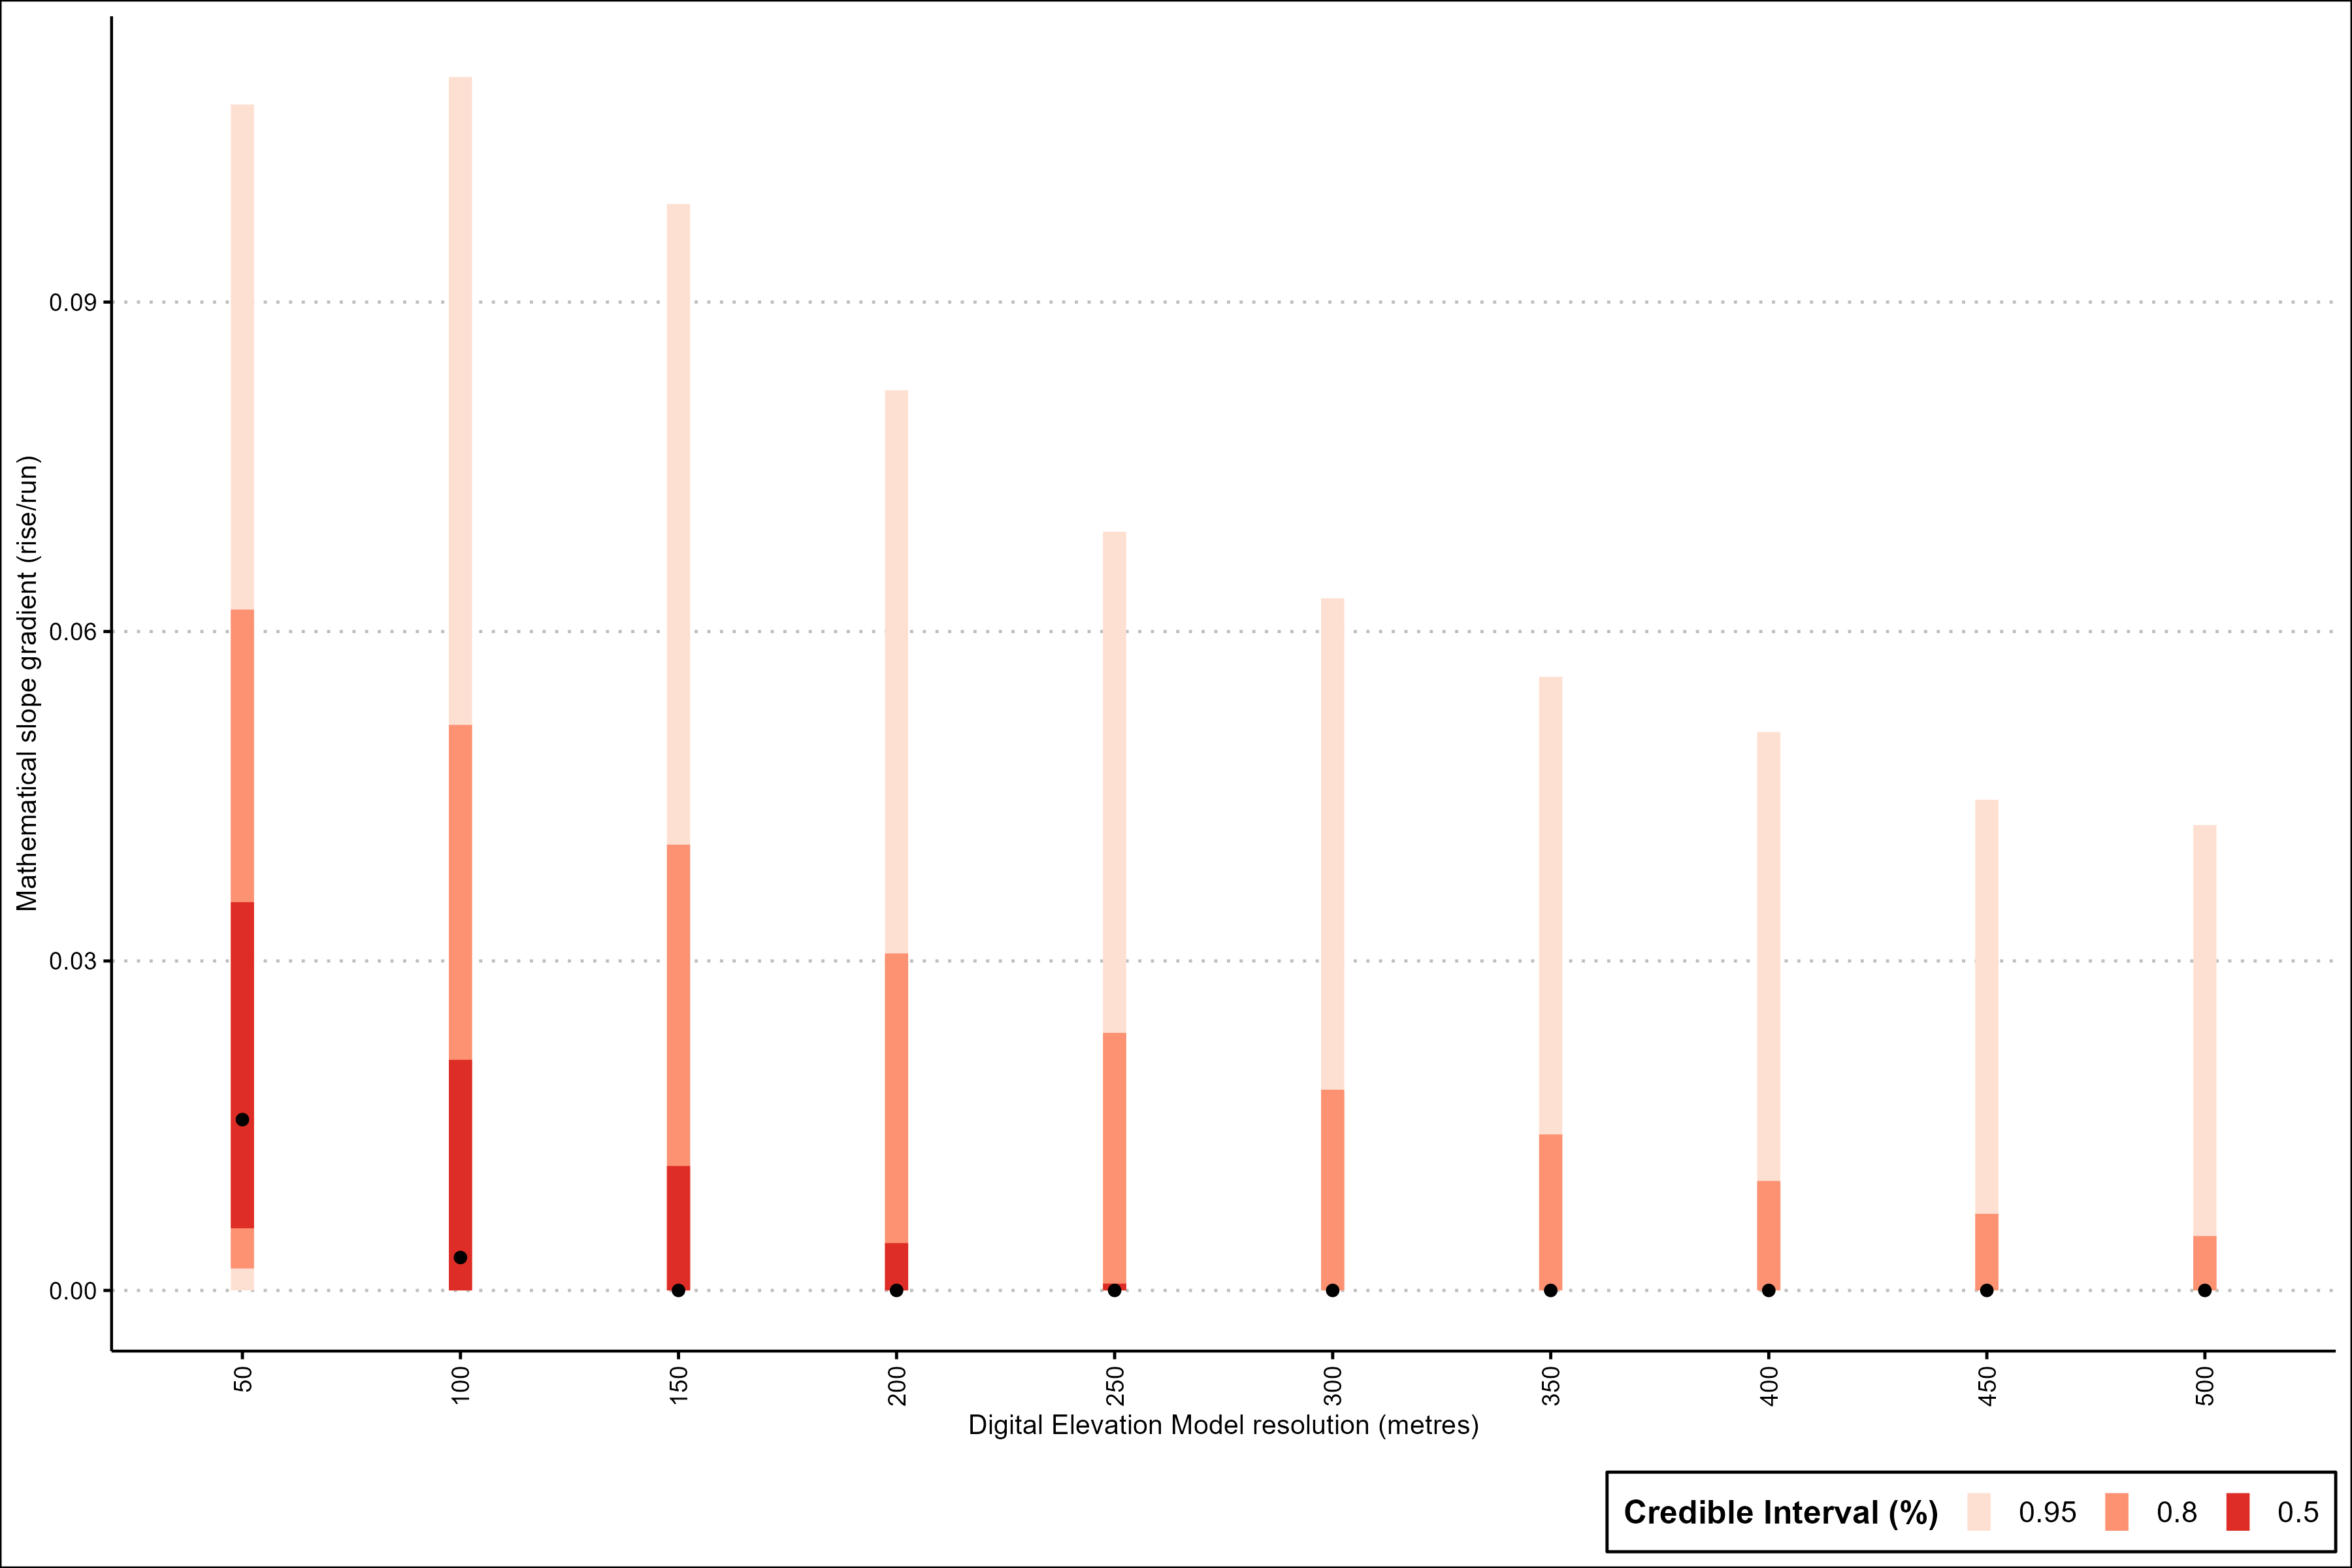 Mathematical slope gradient (rise/run)
0.09
0.06
0.03
0.00
50 100 150 200 250 300 350 400 450 500
Digital Elevation Model resolution (metres)
Credible Interval (%) 0.95 0.8 0.5